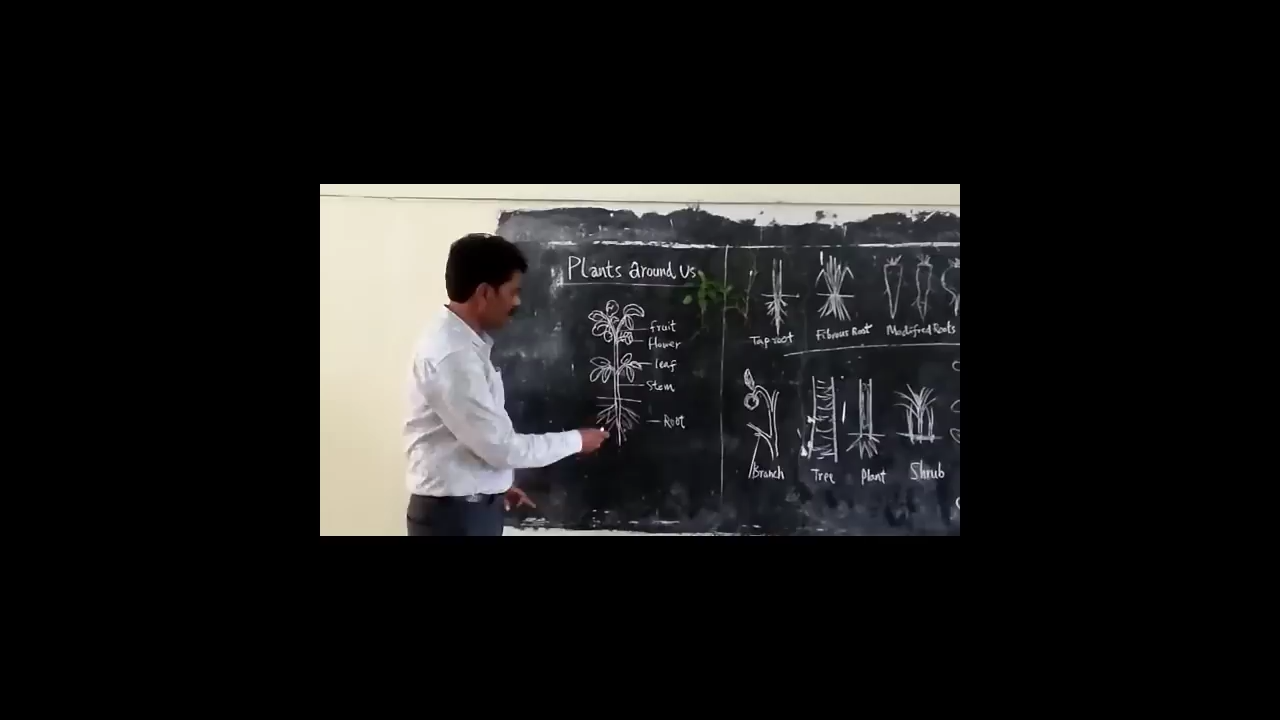 Plants around us
fruit
flower
leaf
Stem
Root
Tap root
Fibrous Root
Modified Roots
Branch
Tree
Plant
Shrub